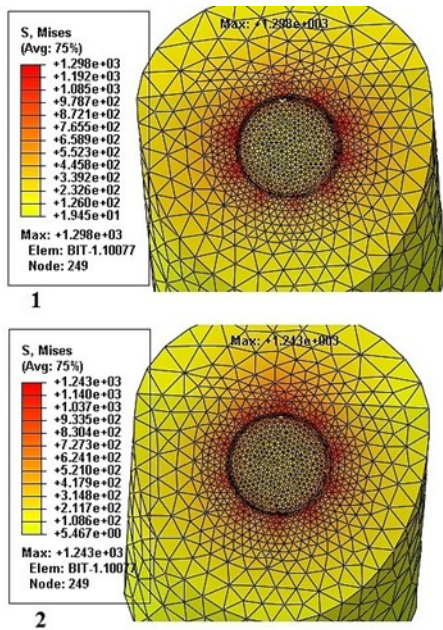 S, Mises
(Avg: 75%)
+1.298e+03
+1.192e+03
+1.085e+03
+9.787e+02
+8.721e+02
+7.655e+02
+6.589e+02
+5.523e+02
+4.458e+02
+3.392e+02
+2.326e+02
+1.260e+02
+1.945e+01
Max: +1.298e+03
Elem: BIT-1.10077
Node: 249
Max: +1.298e+003
1
S, Mises
(Avg: 75%)
+1.243e+03
+1.140e+03
+1.037e+03
+9.335e+02
+8.304e+02
+7.273e+02
+6.241e+02
+5.210e+02
+4.179e+02
+3.148e+02
+2.117e+02
+1.086e+02
+5.467e+00
Max: +1.243e+03
Elem: BIT-1.10077
Node: 249
Max: +1.243e+003
2